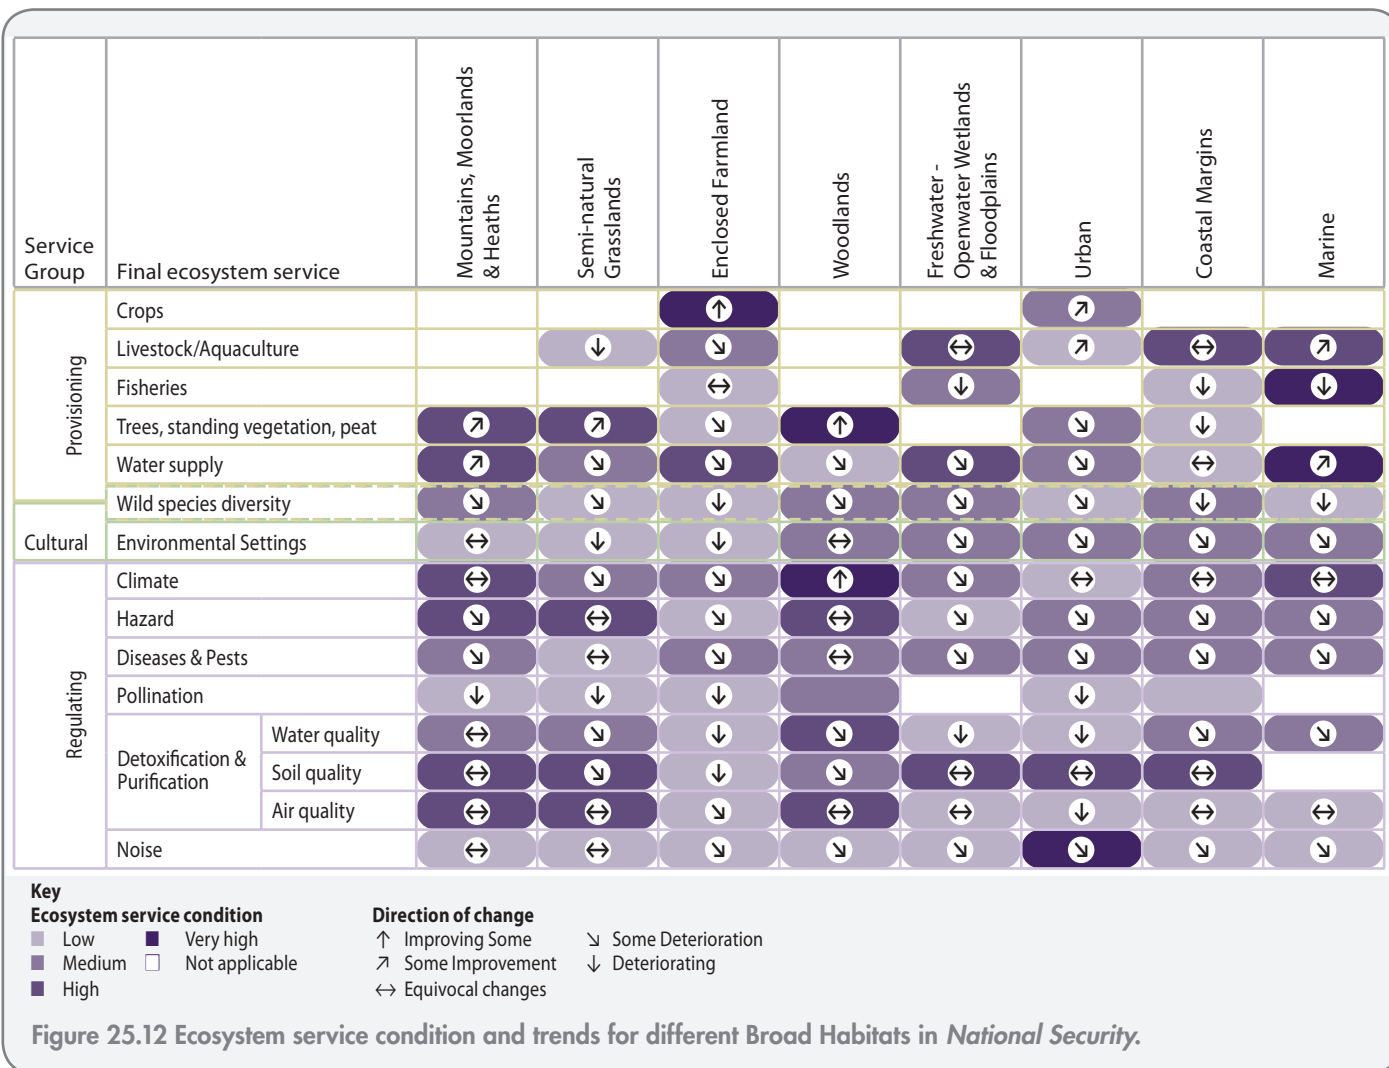 Service
Group
Final ecosystem service
Mountains, Moorlands
& Heaths
Semi-natural
Grasslands
Enclosed Farmland
Woodlands
Freshwater -
Openwater Wetlands
& Floodplains
Urban
Coastal Margins
Marine
Provisioning
Crops
Livestock/Aquaculture
Fisheries
Trees, standing vegetation, peat
Water supply
Wild species diversity
Cultural
Environmental Settings
Regulating
Climate
Hazard
Diseases & Pests
Pollination
Detoxification &
Purification
Water quality
Soil quality
Air quality
Noise
Key
Ecosystem service condition
Low
Very high
Medium
Not applicable
High
Direction of change
↑ Improving Some
↘ Some Deterioration
↗ Some Improvement
↓ Deteriorating
↔ Equivocal changes
Figure 25.12 Ecosystem service condition and trends for different Broad Habitats in National Security.